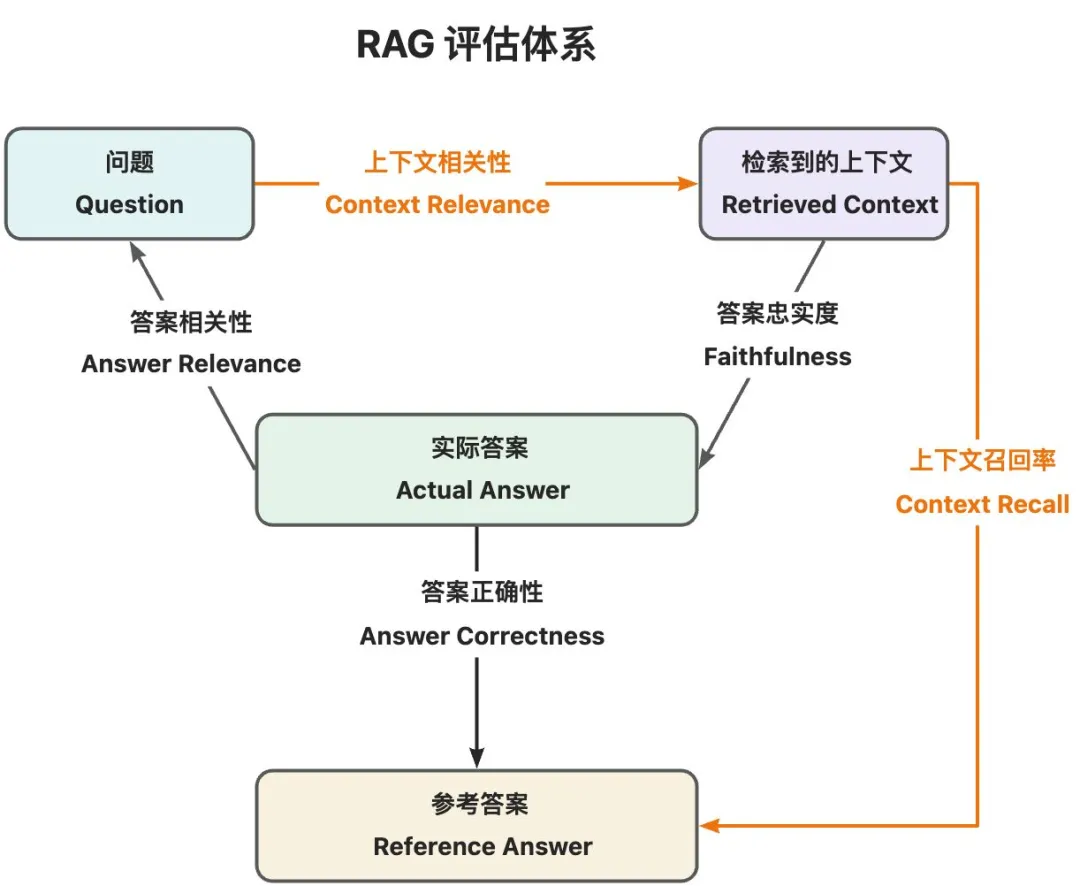 RAG 评估体系
问题
Question
上下文相关性
Context Relevance
检索到的上下文
Retrieved Context
答案相关性
Answer Relevance
答案忠实度
Faithfulness
实际答案
Actual Answer
上下文召回率
Context Recall
答案正确性
Answer Correctness
参考答案
Reference Answer